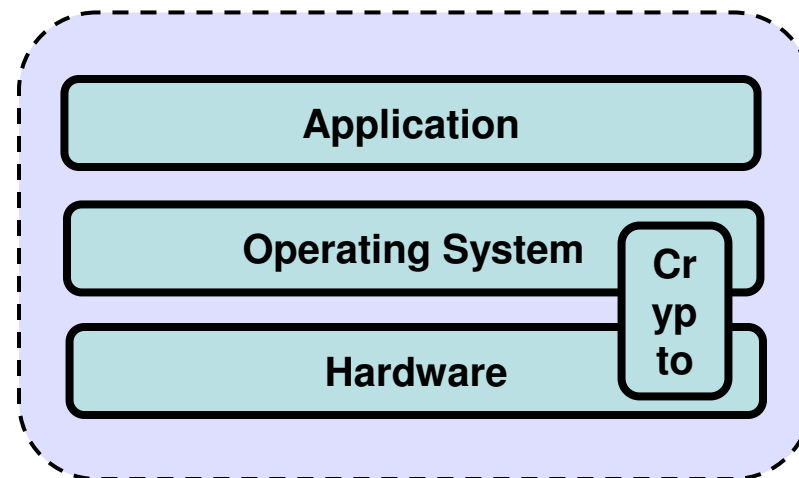 Application
Operating System
Cr
yp
to
Hardware